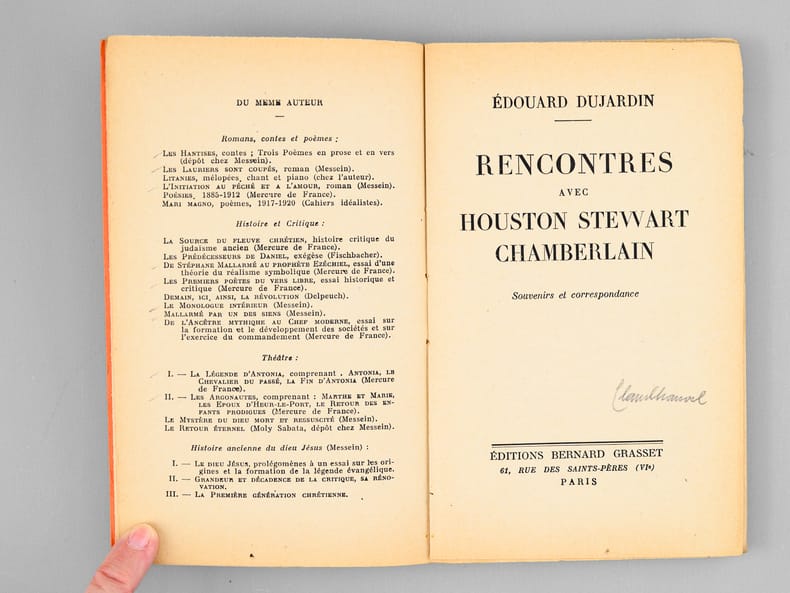 DU MEME AUTEUR
Romans, contes et poèmes :
LES HANTISES, contes ; Trois Poèmes en prose et en vers
(dépôt chez Messein).
LES LAURIERS SONT COUPÉS, roman (Messein).
LITANIES, mélopées, chant et piano (chez l'auteur).
L'INITIATION AU PÉCHÉ ET A L'AMOUR, roman (Messein).
POÉSIES, 1885-1912 (Mercure de France).
MARI MAGNO, poèmes, 1917-1920 (Cahiers idéalistes).
Histoire et Critique :
LA SOURCE DU FLEUVE CHRÉTIEN, histoire critique du
judaïsme ancien (Mercure de France).
LES PRÉDÉCESSEURS DE DANIEL, exégèse (Fischbacher).
DE STÉPHANE MALLARMÉ AU PROPHÈTE EZÉCHIEL, essai d'une
théorie du réalisme symbolique (Mercure de France).
LES PREMIERS POÈTES DU VERS LIBRE, essai historique et
critique (Mercure de France).
DEMAIN, ICI, AINSI, LA RÉVOLUTION (Delpeuch).
LE MONOLOGUE INTÉRIEUR (Messein).
MALLARMÉ PAR UN DES SIENS (Messein).
DE L'ANCÊTRE MYTHIQUE AU CHEF MODERNE, essai sur
la formation et le développement des sociétés et sur
l'exercice du commandement (Mercure de France).
Théâtre :
I. — LA LÉGENDE D'ANTONIA, comprenant . ANTONIA, LE
CHEVALIER DU PASSÉ, LA FIN D'ANTONIA (Mercure
de France).
II. — LES ARGONAUTES, comprenant : MARTHE ET MARIE,
LES EPOUX D'HEUR-LE-PORT, LE RETOUR DES EN-
FANTS PRODIGUES (Mercure de France).
LE MYSTÈRE DU DIEU MORT ET RESSUSCITÉ (Messein).
LE RETOUR ÉTERNEL (Moly Sabata, dépôt chez Messein).
Histoire ancienne du dieu Jésus (Messein) :
I. — LE DIEU JÉSUS, prolégomènes à un essai sur les ori-
gines et la formation de la légende évangélique.
II. — GRANDEUR ET DÉCADENCE DE LA CRITIQUE, SA RÉNO-
VATION.
III. — LA PREMIÈRE GÉNÉRATION CHRÉTIENNE.
ÉDOUARD DUJARDIN
RENCONTRES
AVEC
HOUSTON STEWART
CHAMBERLAIN
Souvenirs et correspondance
ÉDITIONS BERNARD GRASSET
61, RUE DES SAINTS-PÈRES (VIe)
PARIS